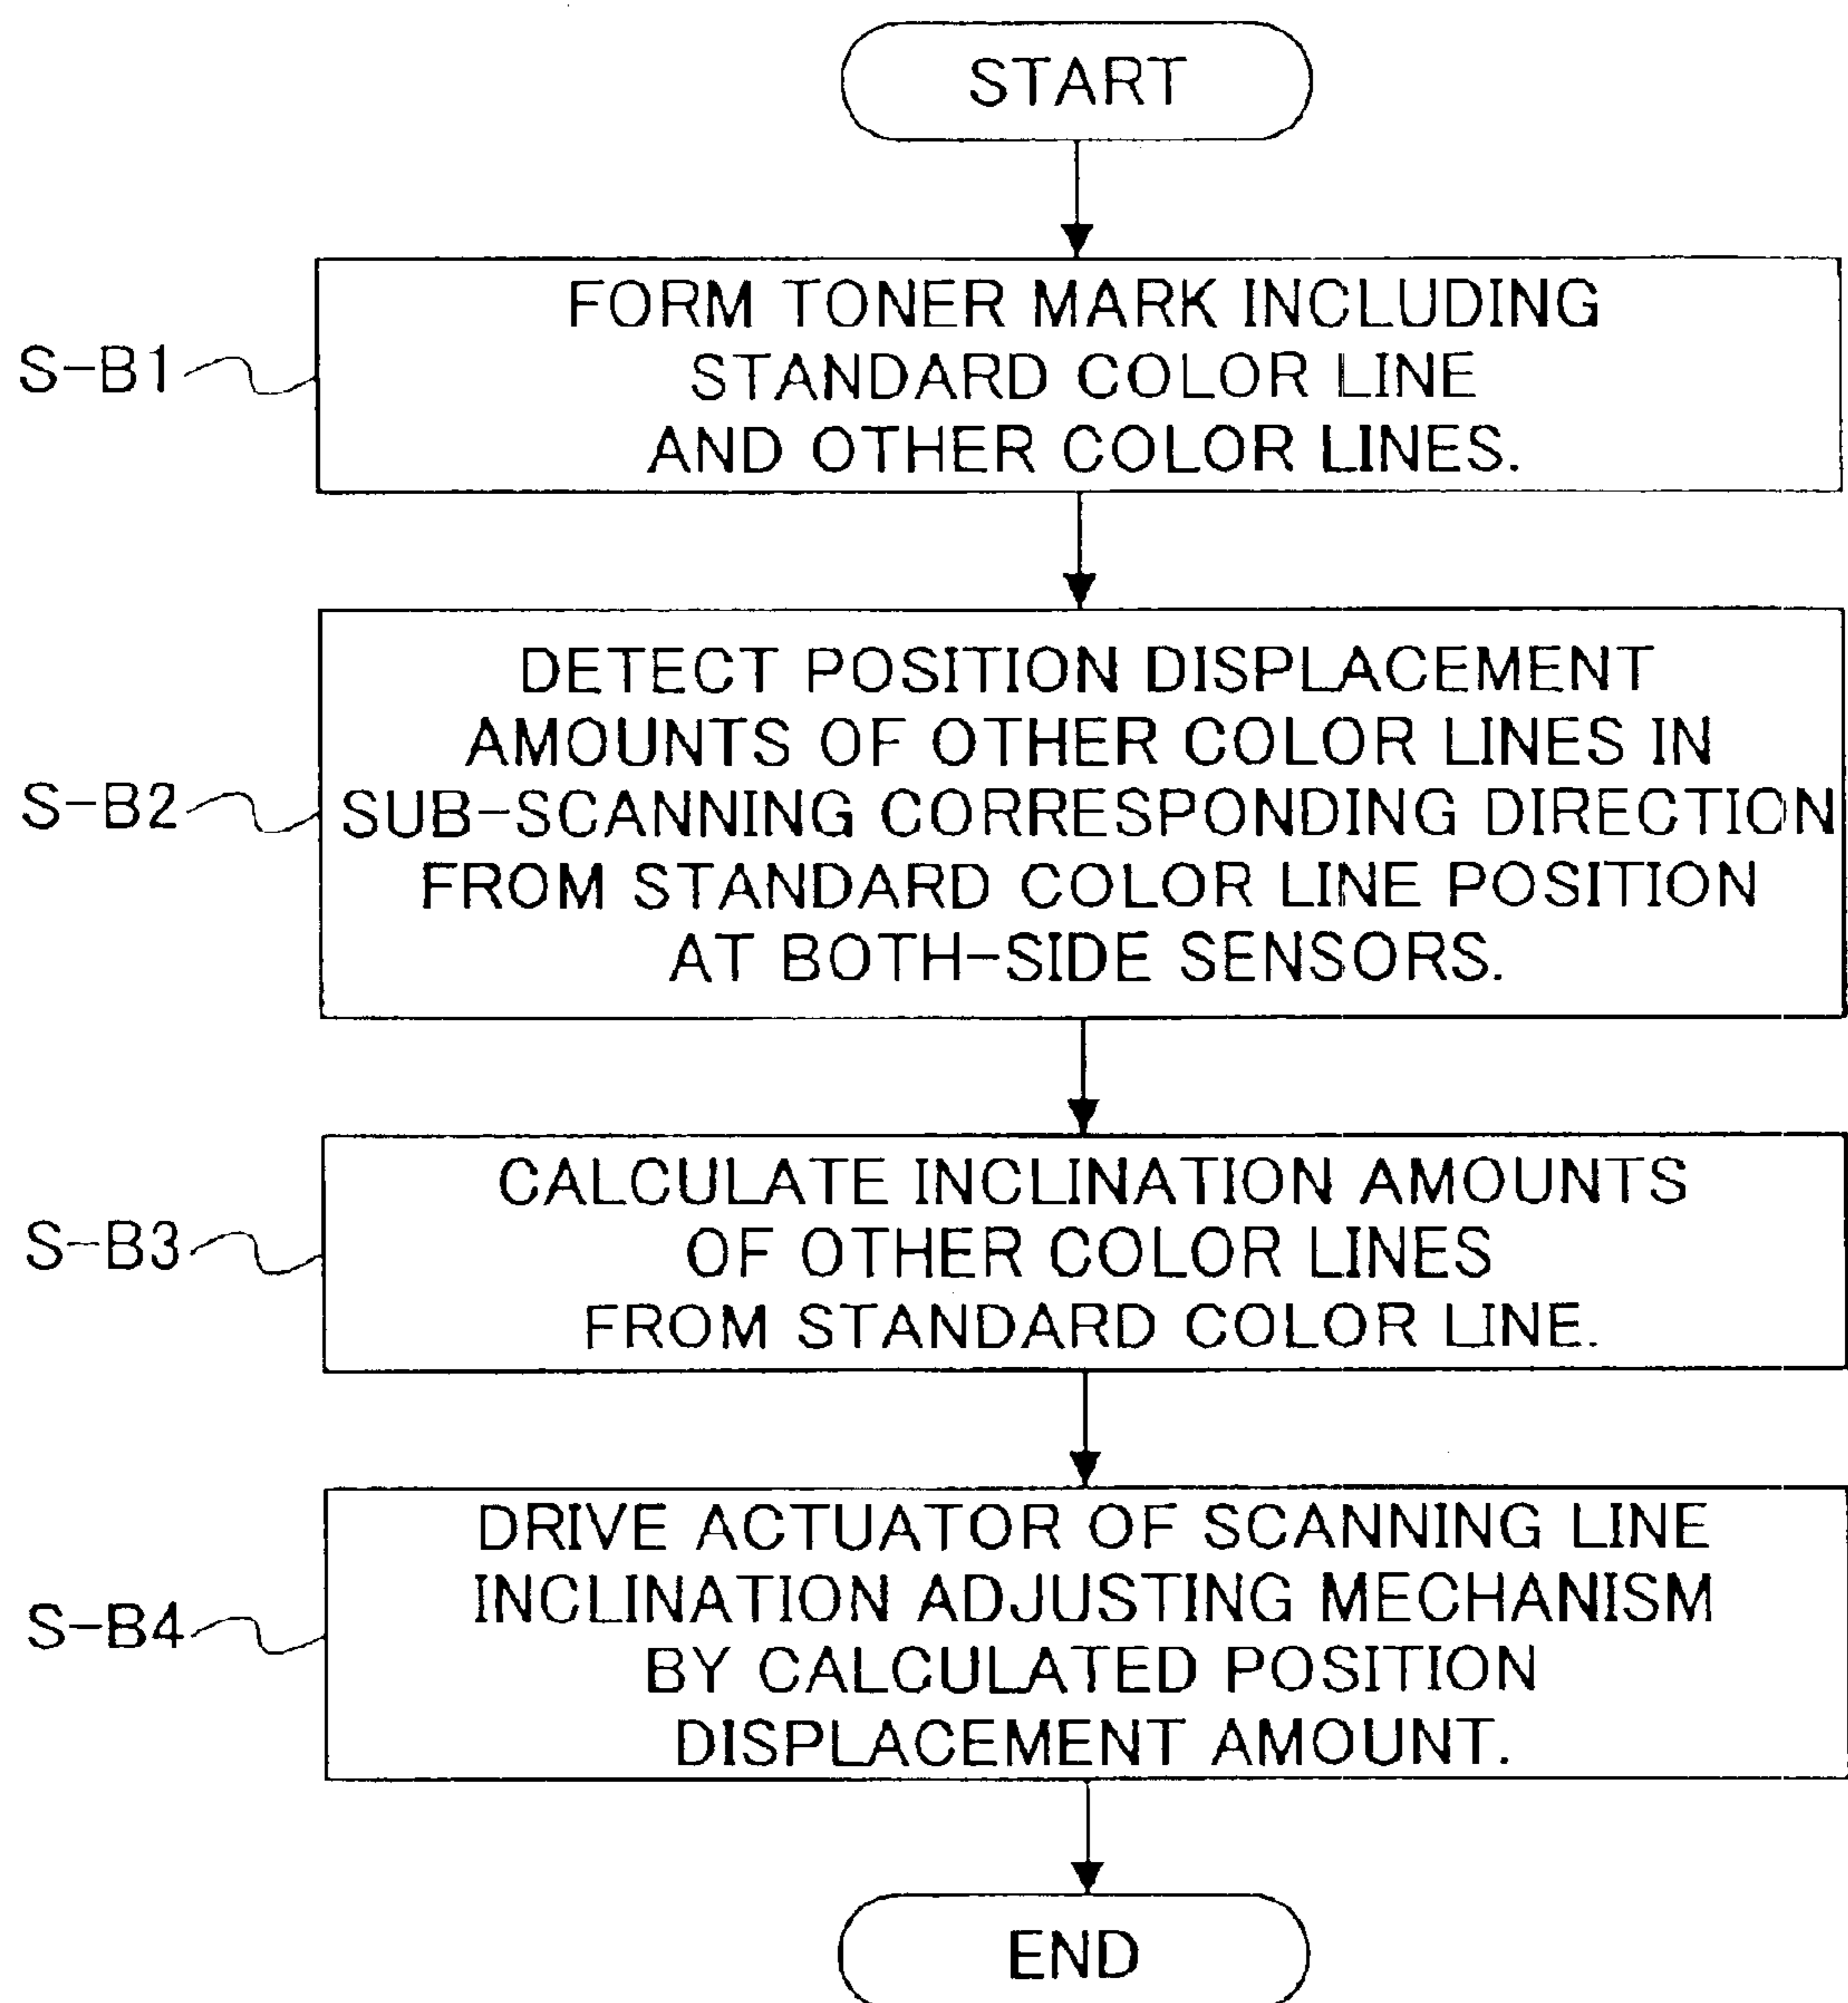 START
S-B1
FORM TONER MARK INCLUDING
STANDARD COLOR LINE
AND OTHER COLOR LINES.
S-B2
DETECT POSITION DISPLACEMENT
AMOUNTS OF OTHER COLOR LINES IN
SUB-SCANNING CORRESPONDING DIRECTION
FROM STANDARD COLOR LINE POSITION
AT BOTH-SIDE SENSORS.
S-B3
CALCULATE INCLINATION AMOUNTS
OF OTHER COLOR LINES
FROM STANDARD COLOR LINE.
S-B4
DRIVE ACTUATOR OF SCANNING LINE
INCLINATION ADJUSTING MECHANISM
BY CALCULATED POSITION
DISPLACEMENT AMOUNT.
END